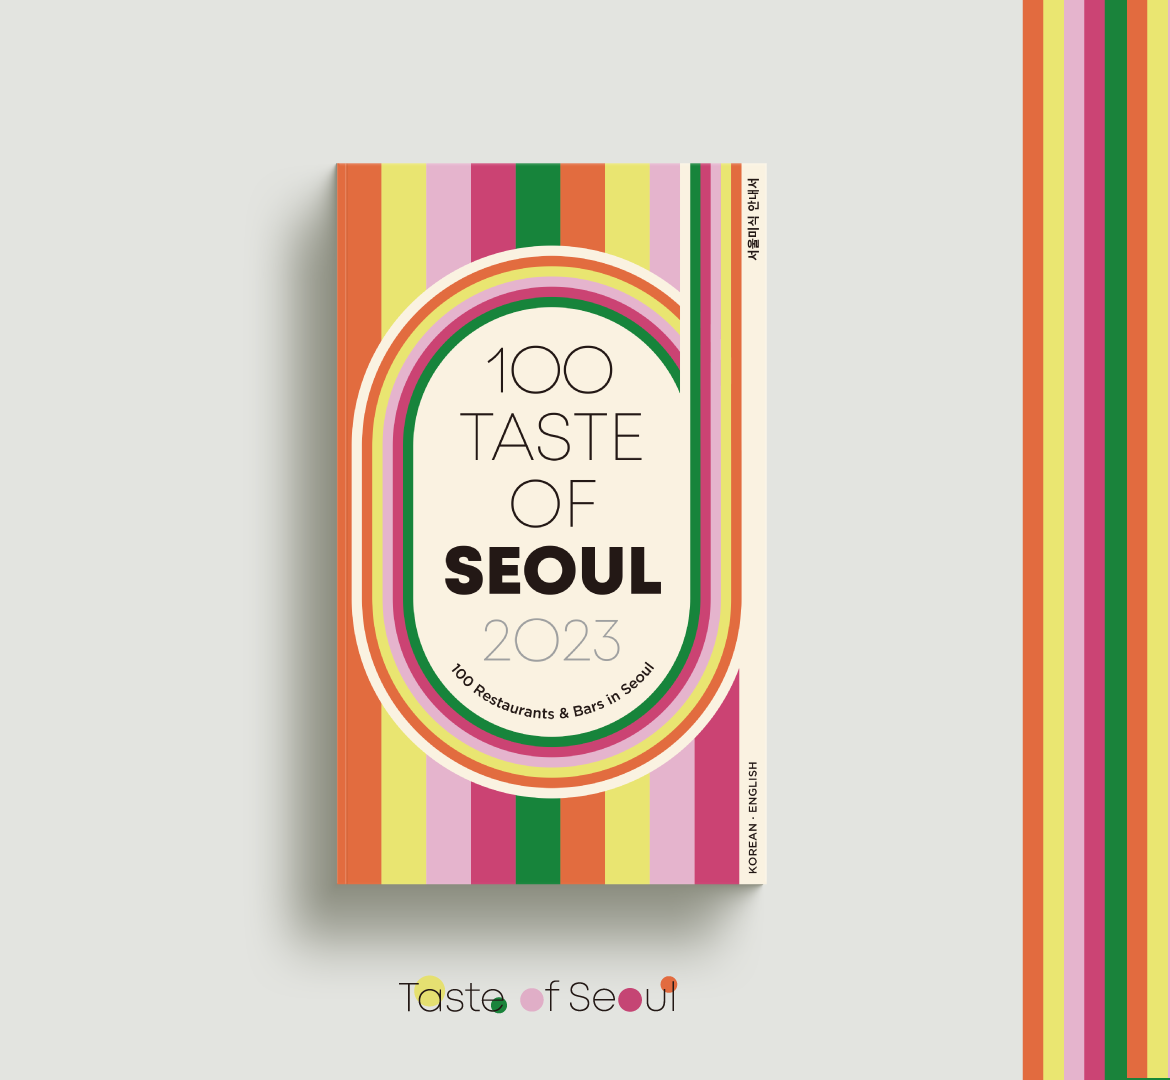 100
TASTE
OF
SEOUL
2023
100 Restaurants & Bars in Seoul
서울미식 안내서
KOREAN · ENGLISH
Taste of Seoul